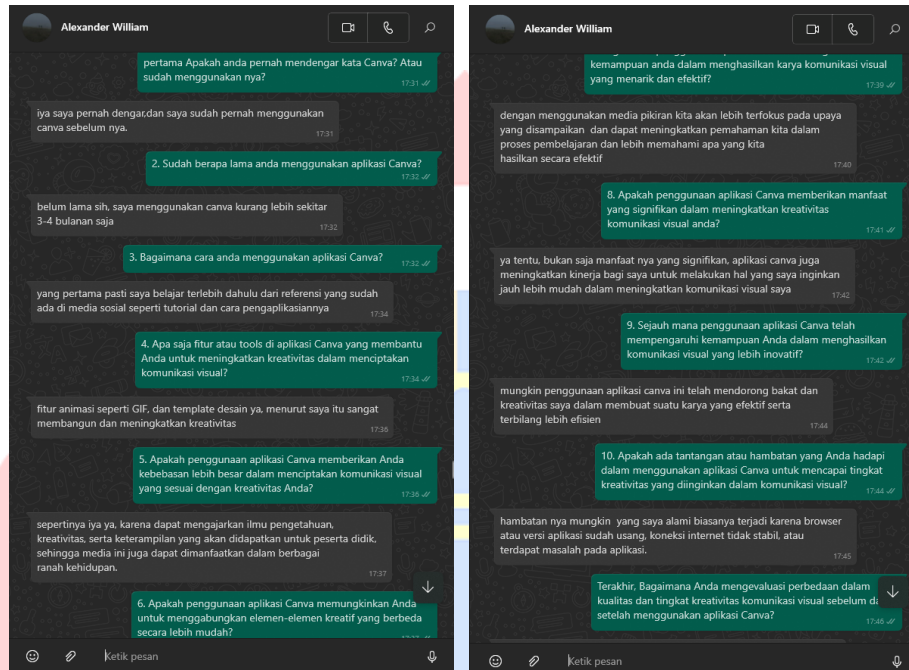 Alexander William
pertama Apakah anda pernah mendengar kata Canva? Atau
sudah menggunakan nya?
17:31
iya saya pernah dengar,dan saya sudah pernah menggunakan
canva sebelum nya.
17:31
2. Sudah berapa lama anda menggunakan aplikasi Canva?
17:32
belum lama sih, saya menggunakan canva kurang lebih sekitar
3-4 bulanan saja
17:32
3. Bagaimana cara anda menggunakan aplikasi Canva?
17:32
yang pertama pasti saya belajar terlebih dahulu dari referensi yang sudah
ada di media sosial seperti tutorial dan cara pengaplikasiannya
17:34
4. Apa saja fitur atau tools di aplikasi Canva yang membantu
Anda untuk meningkatkan kreativitas dalam menciptakan
komunikasi visual?
17:34
fitur animasi seperti GIF, dan template desain ya, menurut saya itu sangat
membangun dan meningkatkan kreativitas
17:36
5. Apakah penggunaan aplikasi Canva memberikan Anda
kebebasan lebih besar dalam menciptakan komunikasi visual
yang sesuai dengan kreativitas Anda?
17:36
sepertinya iya ya, karena dapat mengajarkan ilmu pengetahuan,
kreativitas, serta keterampilan yang akan didapatkan untuk peserta didik,
sehingga media ini juga dapat dimanfaatkan dalam berbagai
ranah kehidupan.
17:37
6. Apakah penggunaan aplikasi Canva memungkinkan Anda
untuk menggabungkan elemen-elemen kreatif yang berbeda
secara lebih mudah?
Ketik pesan
Alexander William
kemampuan anda dalam menghasilkan karya komunikasi visual
yang menarik dan efektif?
17:39
dengan menggunakan media pikiran kita akan lebih terfokus pada upaya
yang disampaikan dan dapat meningkatkan pemahaman kita dalam
proses pembelajaran dan lebih memahami apa yang kita
hasilkan secara efektif
17:40
8. Apakah penggunaan aplikasi Canva memberikan manfaat
yang signifikan dalam meningkatkan kreativitas
komunikasi visual anda?
17:41
ya tentu, bukan saja manfaat nya yang signifikan, aplikasi canva juga
meningkatkan kinerja bagi saya untuk melakukan hal yang saya inginkan
jauh lebih mudah dalam meningkatkan komunikasi visual saya
17:42
9. Sejauh mana penggunaan aplikasi Canva telah
mempengaruhi kemampuan Anda dalam menghasilkan
komunikasi visual yang lebih inovatif?
17:42
mungkin penggunaan aplikasi canva ini telah mendorong bakat dan
kreativitas saya dalam membuat suatu karya yang efektif serta
terbilang lebih efisien
17:44
10. Apakah ada tantangan atau hambatan yang Anda hadapi
dalam menggunakan aplikasi Canva untuk mencapai tingkat
kreativitas yang diinginkan dalam komunikasi visual?
17:44
hambatan nya mungkin yang saya alami biasanya terjadi karena browser
atau versi aplikasi sudah usang, koneksi internet tidak stabil, atau
terdapat masalah pada aplikasi.
17:45
Terakhir, Bagaimana Anda mengevaluasi perbedaan dalam
kualitas dan tingkat kreativitas komunikasi visual sebelum
setelah menggunakan aplikasi Canva?
17:46
Ketik pesan